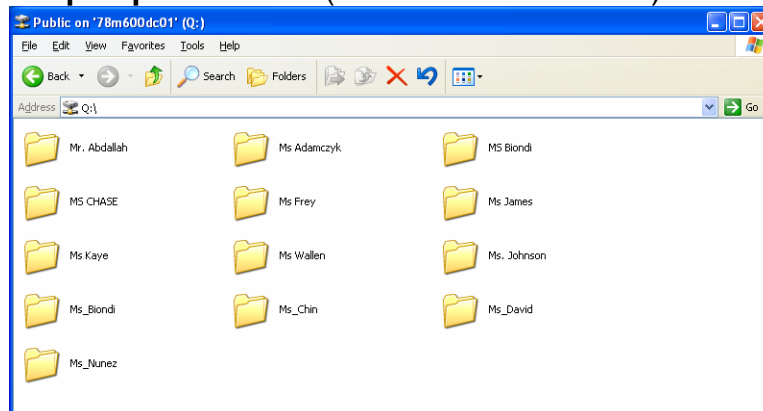 Public on '78m600dc01' (Q:)
File Edit View Favorites Tools Help
Back Search Folders
Address Q:\ Go
Mr. Abdallah Ms Adamczyk MS Biondi
MS CHASE Ms Frey Ms James
Ms Kaye Ms Wallen Ms. Johnson
Ms_Biondi Ms_Chin Ms_David
Ms_Nunez